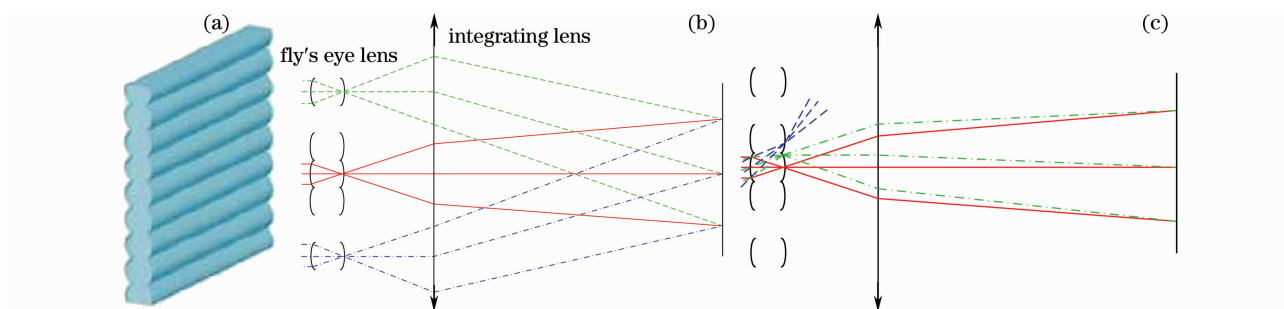 (a)
(b)
(c)
fly's eye lens
integrating lens